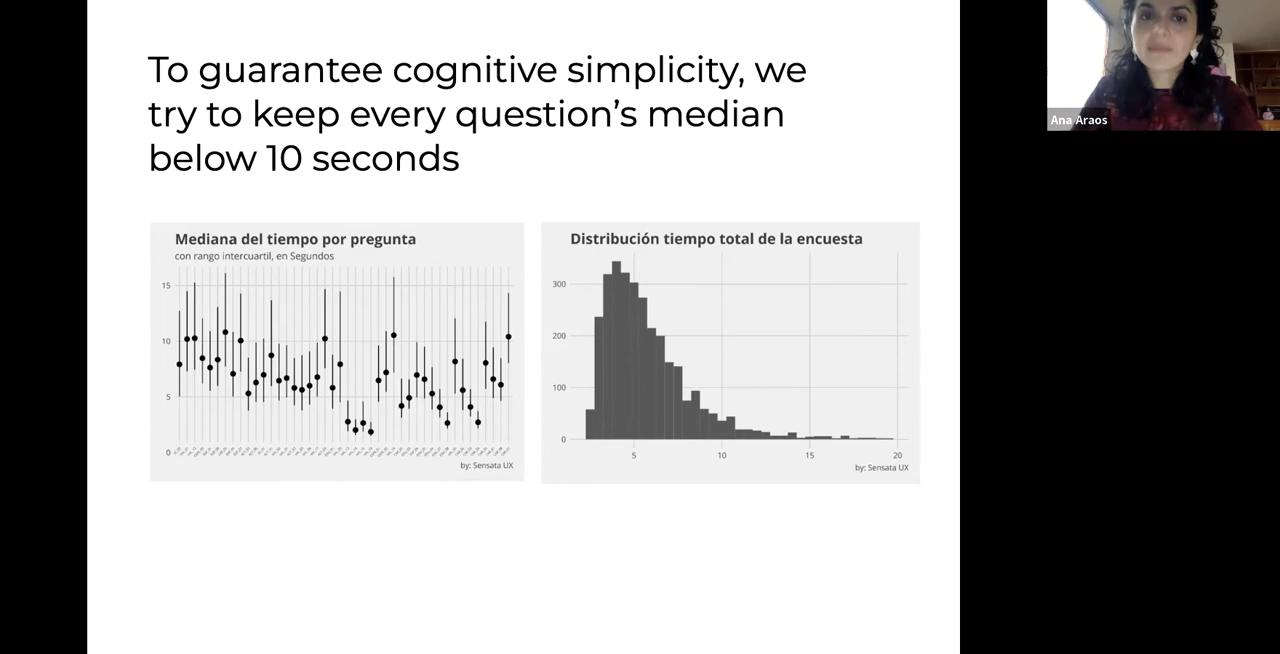 To guarantee cognitive simplicity, we
try to keep every question’s median
below 10 seconds
Ana Araos
Mediana del tiempo por pregunta
con rango intercuartil, en Segundos
15
10
5
0
by: Sensata UX
Distribución tiempo total de la encuesta
300
200
100
0
5
10
15
20
by: Sensata UX